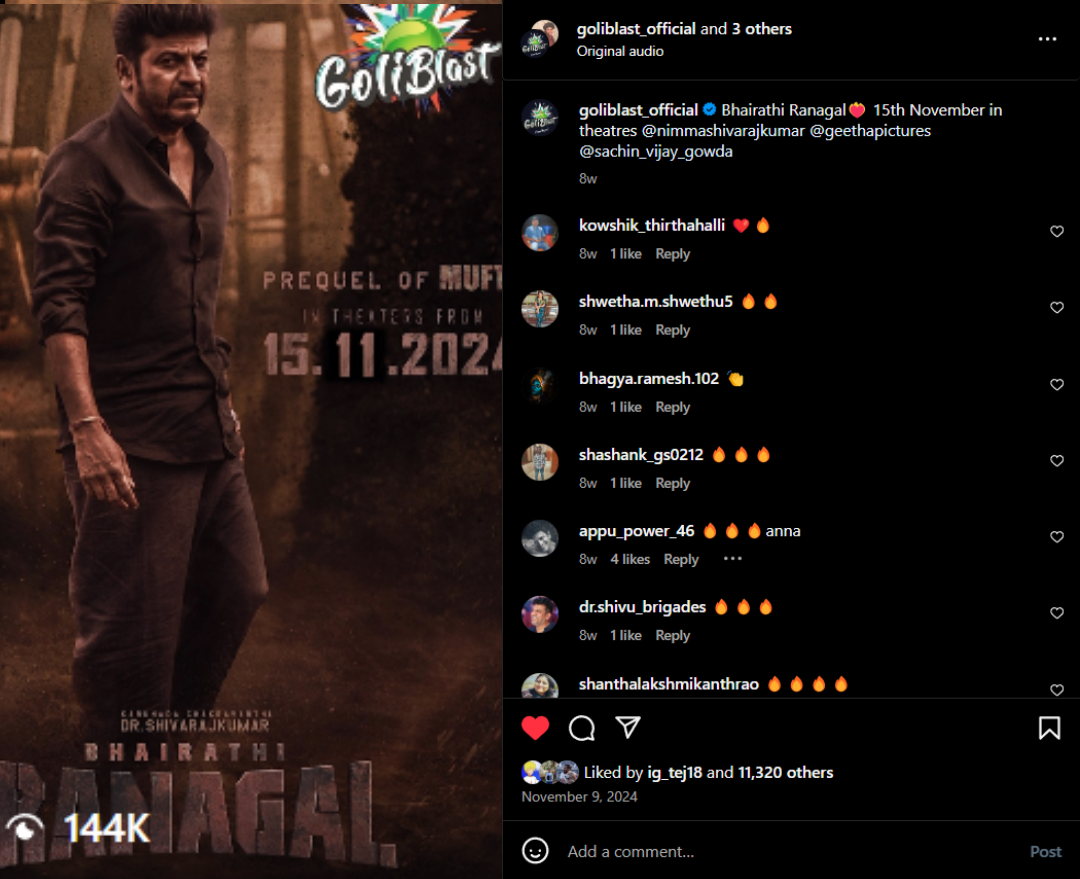 GoliBlast
PREQUEL OF MUFT
IN THEATERS FROM
15.11.2024
DR.SHIVARAJKUMAR
BHAIRATHI
RANAGAL
144K
goliblast_official and 3 others
Original audio
goliblast_official Bhairathi Ranagal💝 15th November in
theatres @nimmashivarajkumar @geethapictures
@sachin_vijay_gowda
8w
kowshik_thirthahalli ❤️ 🔥
8w 1 like Reply
shwetha.m.shwethu5 🔥 🔥
8w 1 like Reply
bhagya.ramesh.102 👏
8w 1 like Reply
shashank_gs0212 🔥 🔥 🔥
8w 1 like Reply
appu_power_46 🔥 🔥 🔥 anna
8w 4 likes Reply ...
dr.shivu_brigades 🔥 🔥 🔥
8w 1 like Reply
shanthalakshmikanthrao 🔥 🔥 🔥 🔥
Liked by ig_tej18 and 11,320 others
November 9, 2024
Add a comment...
Post